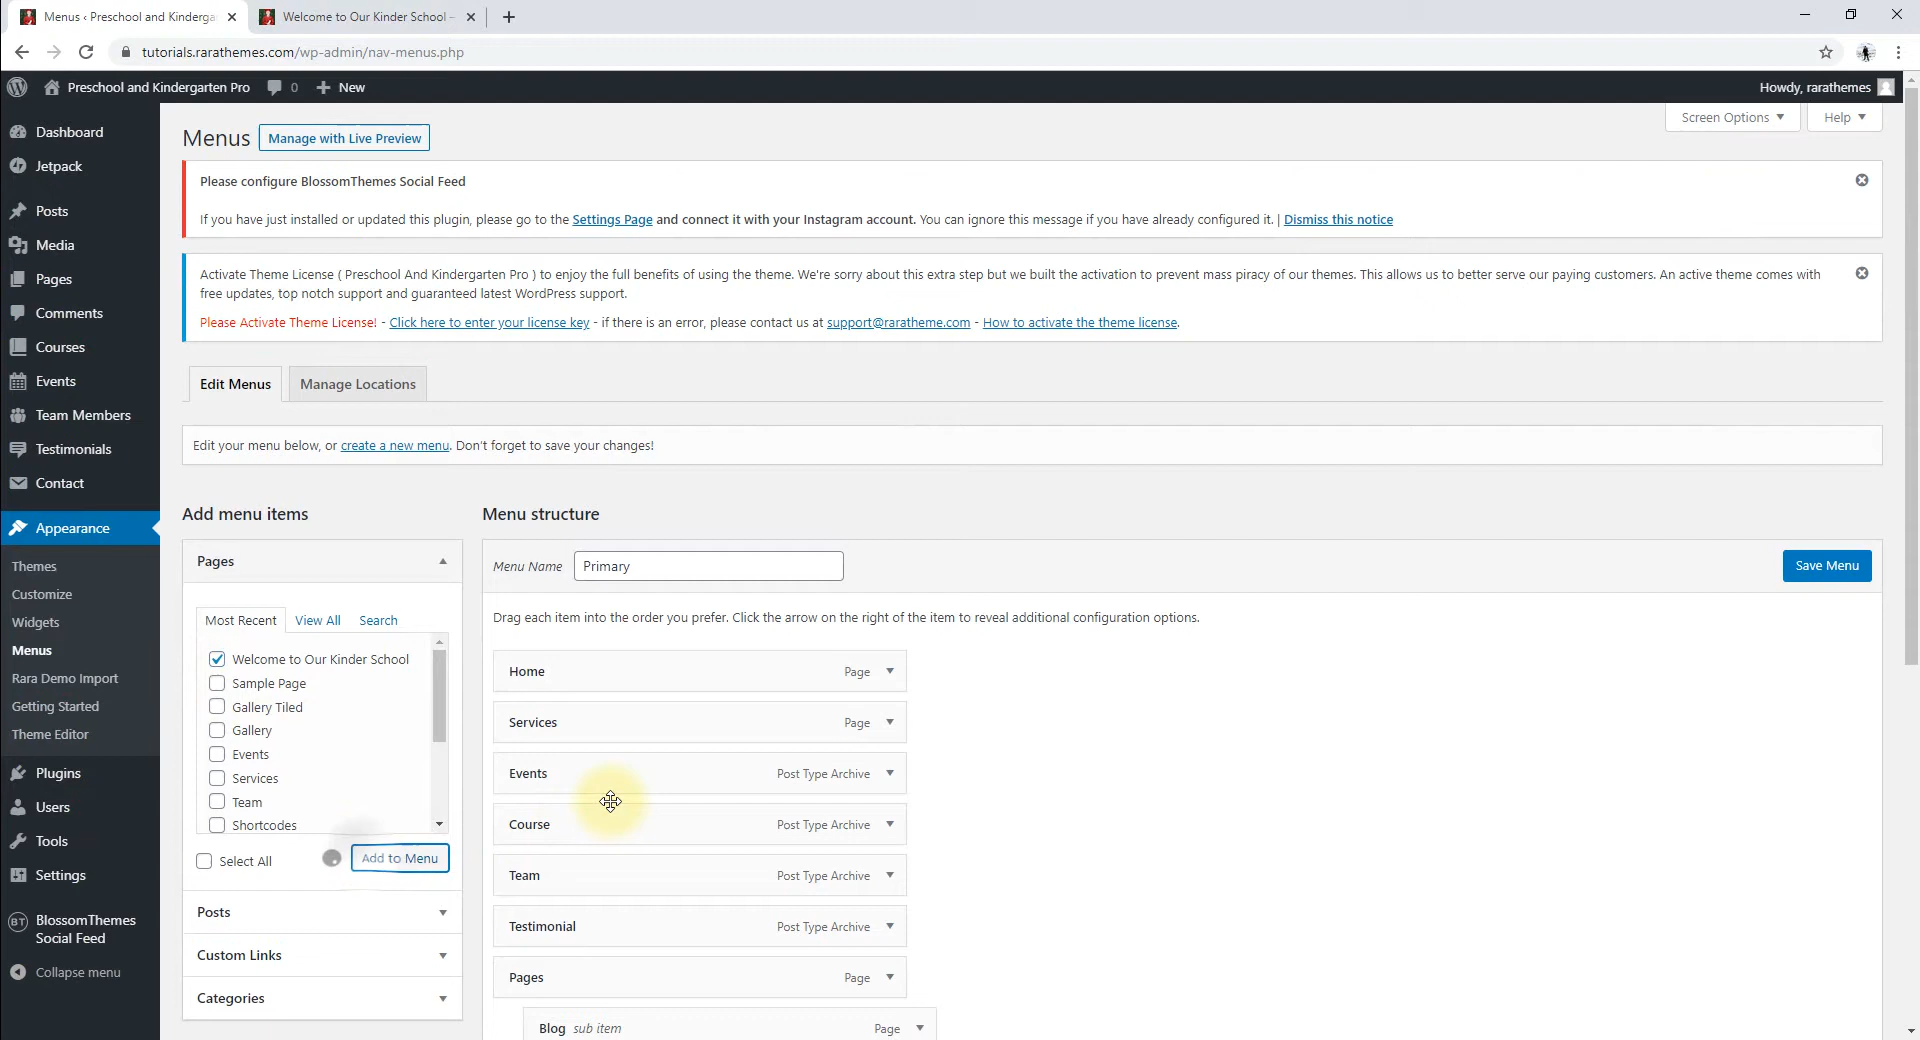 Menus ‹ Preschool and Kinderga
Welcome to Our Kinder School –
tutorials.rarathemes.com/wp-admin/nav-menus.php
Preschool and Kindergarten Pro
0
New
Howdy, rarathemes
Dashboard
Jetpack
Posts
Media
Pages
Comments
Courses
Events
Team Members
Testimonials
Contact
Appearance
Themes
Customize
Widgets
Menus
Rara Demo Import
Getting Started
Theme Editor
Plugins
Users
Tools
Settings
BT
BlossomThemes
Social Feed
Collapse menu
Screen Options
Help
Menus
Manage with Live Preview
Please configure BlossomThemes Social Feed
If you have just installed or updated this plugin, please go to the Settings Page and connect it with your Instagram account. You can ignore this message if you have already configured it. | Dismiss this notice
Activate Theme License ( Preschool And Kindergarten Pro ) to enjoy the full benefits of using the theme. We're sorry about this extra step but we built the activation to prevent mass piracy of our themes. This allows us to better serve our paying customers. An active theme comes with
free updates, top notch support and guaranteed latest WordPress support.
Please Activate Theme License! - Click here to enter your license key - if there is an error, please contact us at support@raratheme.com - How to activate the theme license.
Edit Menus
Manage Locations
Edit your menu below, or create a new menu. Don't forget to save your changes!
Add menu items
Pages
Most Recent
View All
Search
Welcome to Our Kinder School
Sample Page
Gallery Tiled
Gallery
Events
Services
Team
Shortcodes
Select All
Add to Menu
Posts
Custom Links
Categories
Menu structure
Menu Name
Primary
Save Menu
Drag each item into the order you prefer. Click the arrow on the right of the item to reveal additional configuration options.
Home Page
Services Page
Events Post Type Archive
Course Post Type Archive
Team Post Type Archive
Testimonial Post Type Archive
Pages Page
Blog sub item Page